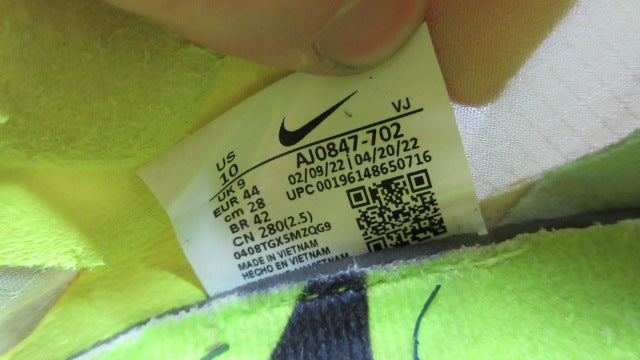 VJ
US
10
UK 9
EUR 44
cm 28
BR 42
CN 280(2.5)
AJ0847-702
02/09/22 | 04/20/22
UPC 00196148650716
0408TGX5MZQG9
MADE IN VIETNAM
HECHO EN VIETNAM